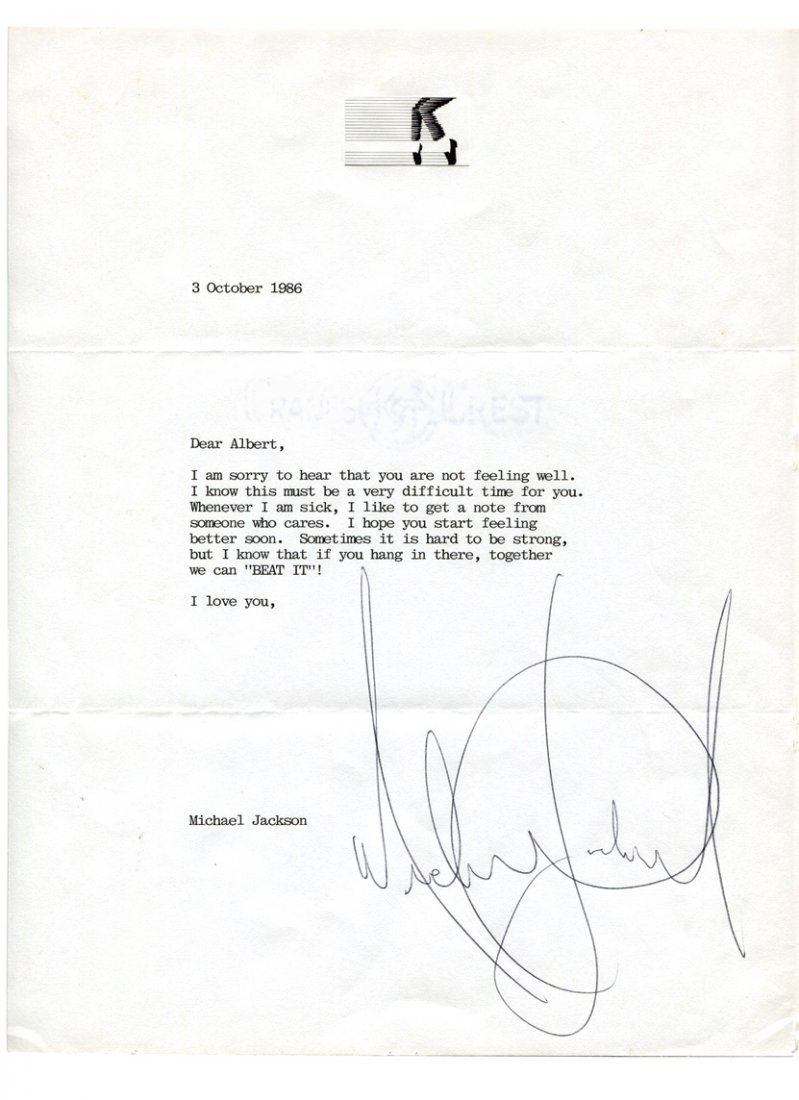 3 October 1986
Dear Albert,
I am sorry to hear that you are not feeling well.
I know this must be a very difficult time for you.
Whenever I am sick, I like to get a note from
someone who cares.  I hope you start feeling
better soon.  Sometimes it is hard to be strong,
but I know that if you hang in there, together
we can "BEAT IT"!
I love you,
Michael Jackson
Michael Jackson